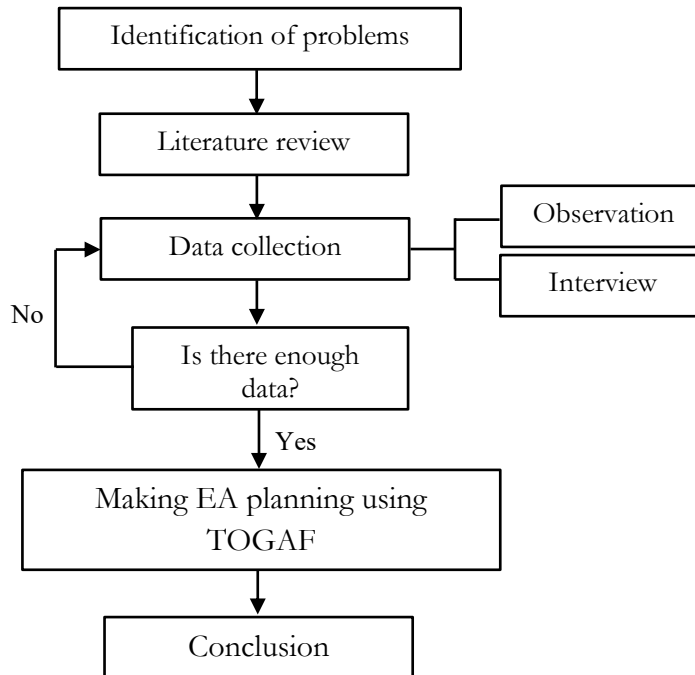 Identification of problems
Literature review
Data collection
Observation
Interview
No
Is there enough
data?
Yes
Making EA planning using
TOGAF
Conclusion